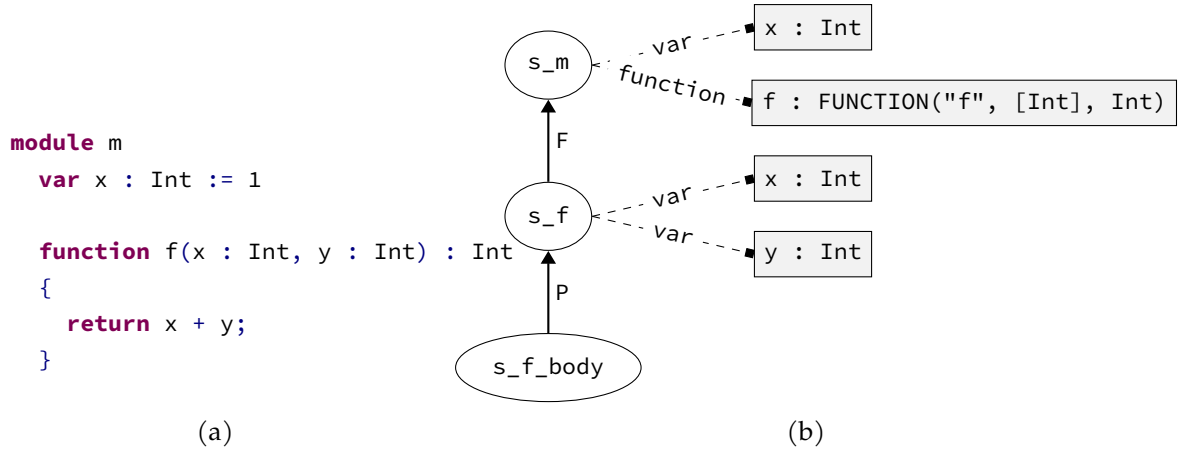 module m
var x : Int := 1
function f(x : Int, y : Int) : Int
{
return x + y;
}
(a)
s_m
var
x : Int
function
f : FUNCTION("f", [Int], Int)
F
s_f
var
x : Int
var
y : Int
P
s_f_body
(b)